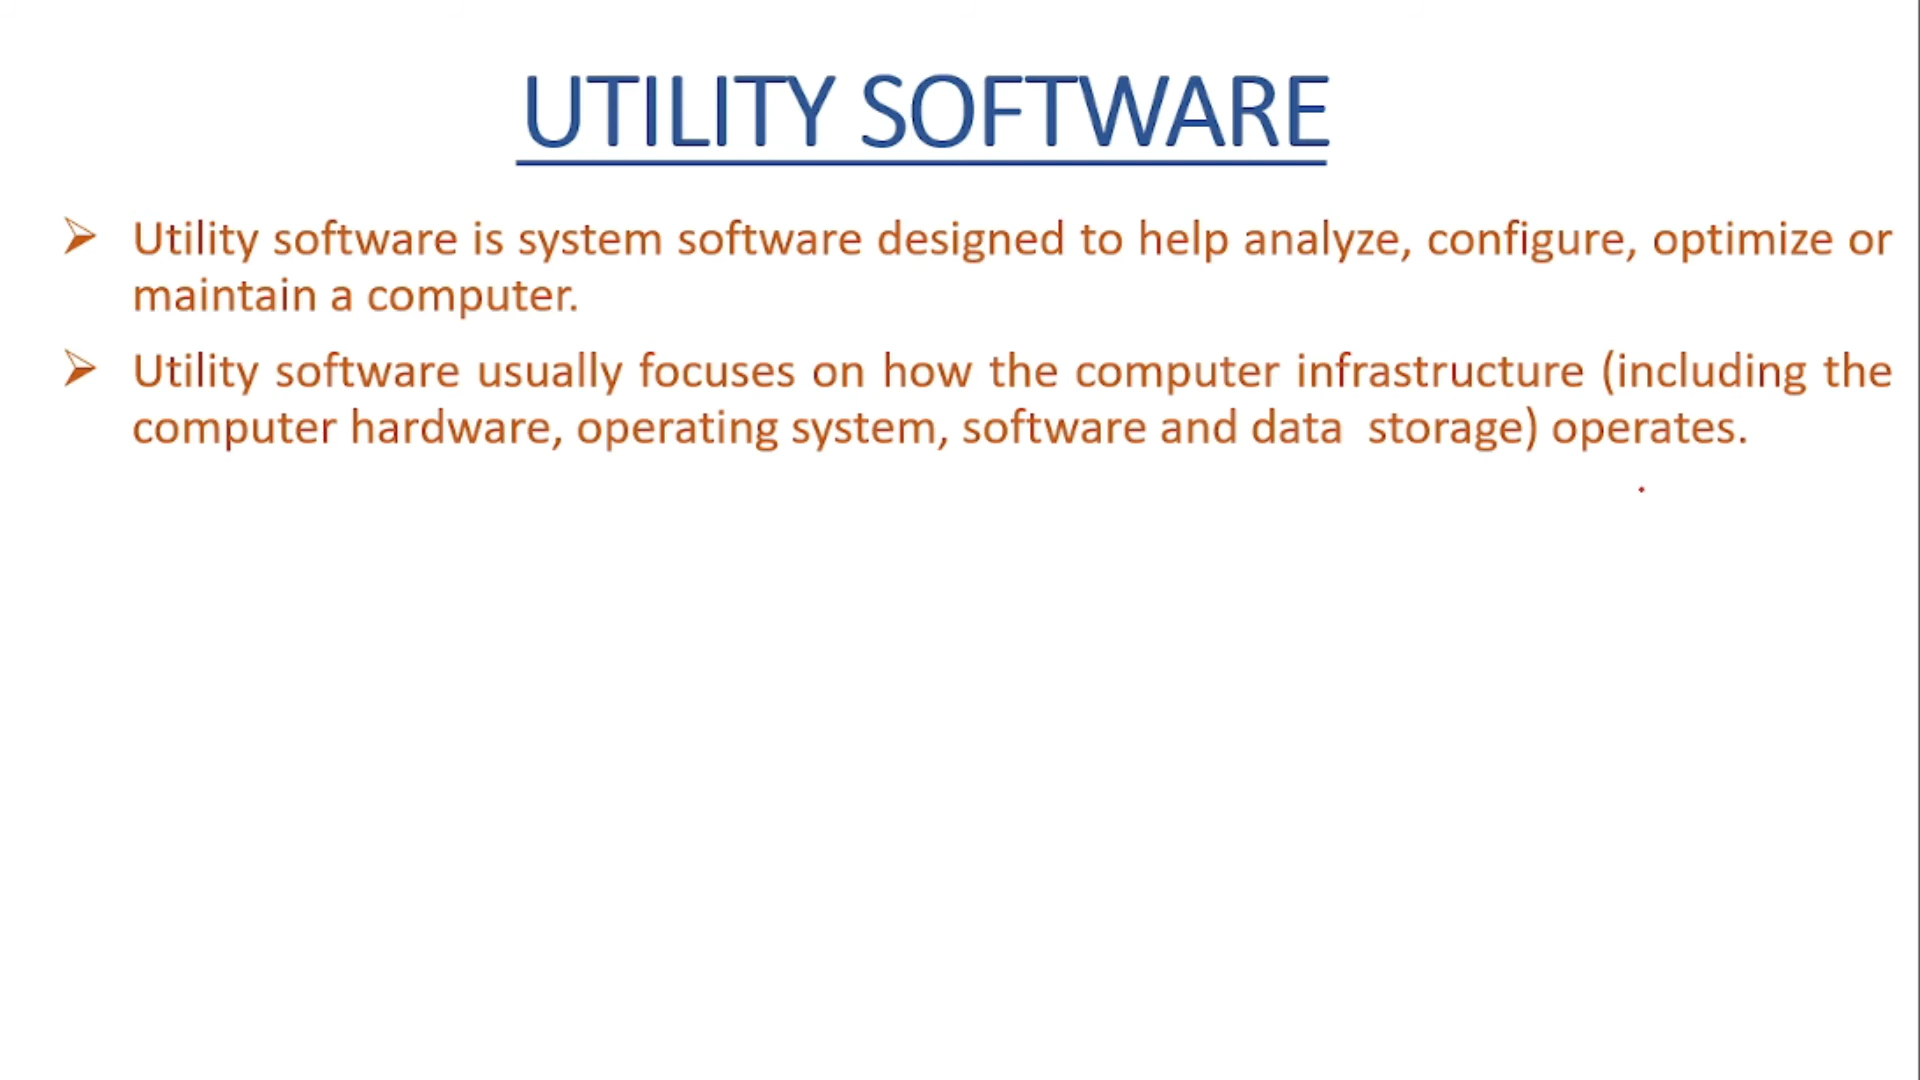 UTILITY SOFTWARE
➢ Utility software is system software designed to help analyze, configure, optimize or
maintain a computer.
➢ Utility software usually focuses on how the computer infrastructure (including the
computer hardware, operating system, software and data  storage) operates.